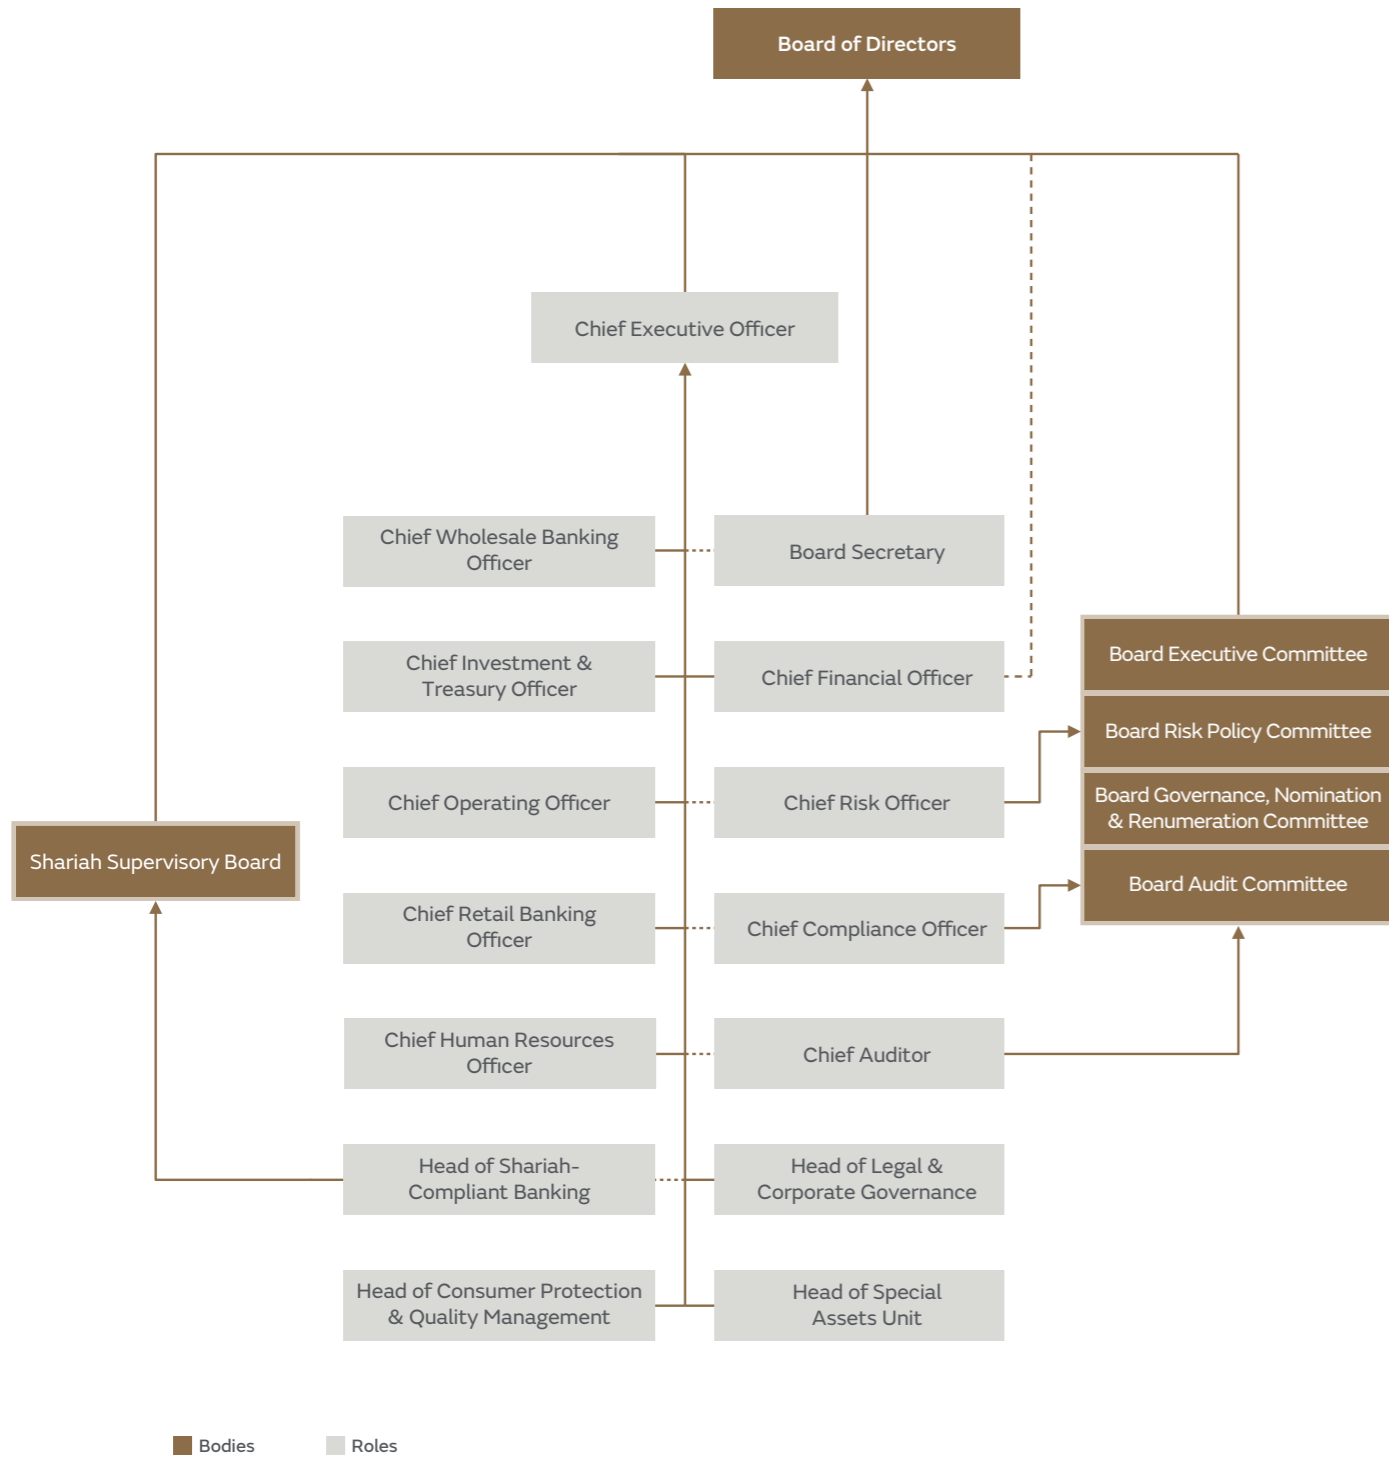 Board of Directors
Chief Executive Officer
Chief Wholesale Banking
Officer
Board Secretary
Chief Investment &
Treasury Officer
Chief Financial Officer
Board Executive Committee
Board Risk Policy Committee
Chief Operating Officer
Chief Risk Officer
Board Governance, Nomination
& Renumeration Committee
Shariah Supervisory Board
Board Audit Committee
Chief Retail Banking
Officer
Chief Compliance Officer
Chief Human Resources
Officer
Chief Auditor
Head of Shariah-
Compliant Banking
Head of Legal &
Corporate Governance
Head of Consumer Protection
& Quality Management
Head of Special
Assets Unit
Bodies
Roles